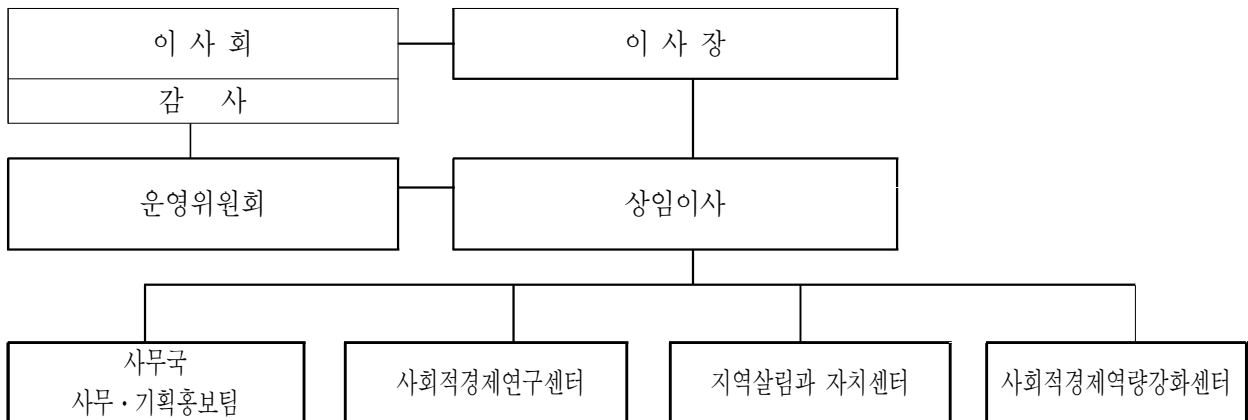 이 사 회
이 사 장
감 사
운영위원회
상임이사
사무국
사무·기획홍보팀
사회적경제연구센터
지역살림과 자치센터
사회적경제역량강화센터